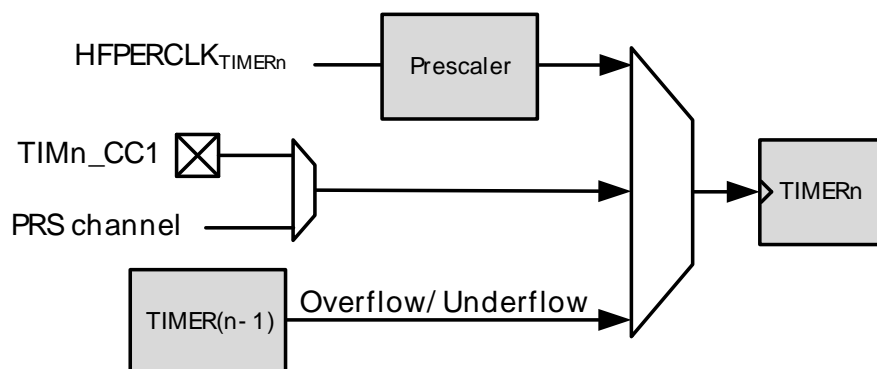 HFPERCLKTIMERn
Prescaler
TIMn_CC1
TIMERn
PRS channel
Overflow/ Underflow
TIMER(n- 1)